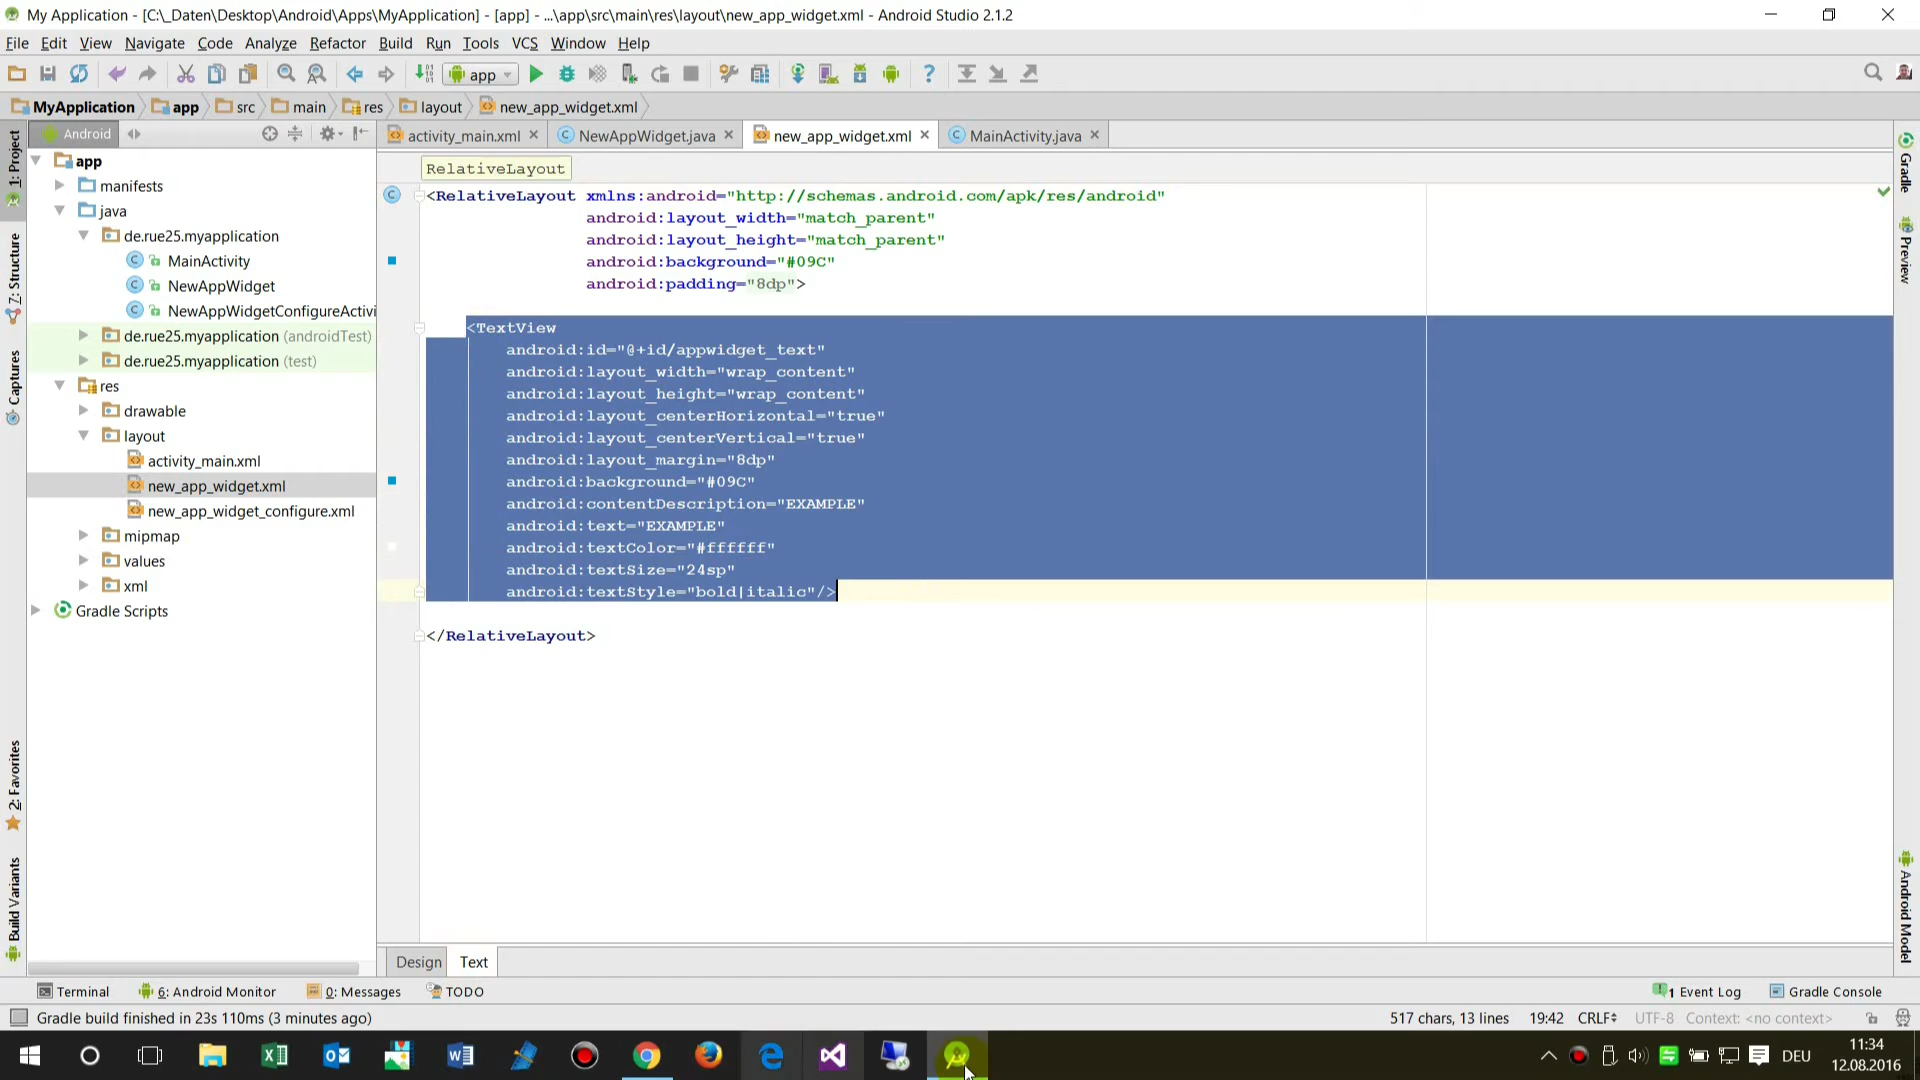 My Application - [C:\_Daten\Desktop\Android\Apps\MyApplication] - [app] - ...\app\src\main\res\layout\new_app_widget.xml - Android Studio 2.1.2
File Edit View Navigate Code Analyze Refactor Build Run Tools VCS Window Help
app
MyApplication app src main res layout new_app_widget.xml
Android
activity_main.xml NewAppWidget.java new_app_widget.xml MainActivity.java
1: Project
7: Structure
Captures
2: Favorites
Build Variants
app
manifests
java
de.rue25.myapplication
MainActivity
NewAppWidget
NewAppWidgetConfigureActivi
de.rue25.myapplication (androidTest)
de.rue25.myapplication (test)
res
drawable
layout
activity_main.xml
new_app_widget.xml
new_app_widget_configure.xml
mipmap
values
xml
Gradle Scripts
RelativeLayout
<RelativeLayout xmlns:android="http://schemas.android.com/apk/res/android"
android:layout_width="match_parent"
android:layout_height="match_parent"
android:background="#09C"
android:padding="8dp">
<TextView
android:id="@+id/appwidget_text"
android:layout_width="wrap_content"
android:layout_height="wrap_content"
android:layout_centerHorizontal="true"
android:layout_centerVertical="true"
android:layout_margin="8dp"
android:background="#09C"
android:contentDescription="EXAMPLE"
android:text="EXAMPLE"
android:textColor="#ffffff"
android:textSize="24sp"
android:textStyle="bold|italic"/>
</RelativeLayout>
Gradle
Preview
Android Model
Design Text
Terminal 6: Android Monitor 0: Messages TODO 1 Event Log Gradle Console
Gradle build finished in 23s 110ms (3 minutes ago) 517 chars, 13 lines 19:42 CRLF UTF-8 Context: <no context>
DEU
11:34
12.08.2016